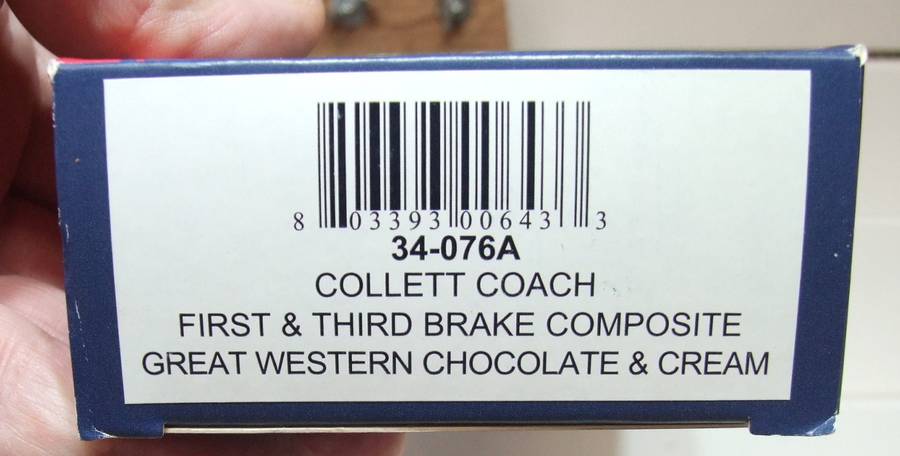 8 03393 00643 3
34-076A
COLLETT COACH
FIRST & THIRD BRAKE COMPOSITE
GREAT WESTERN CHOCOLATE & CREAM